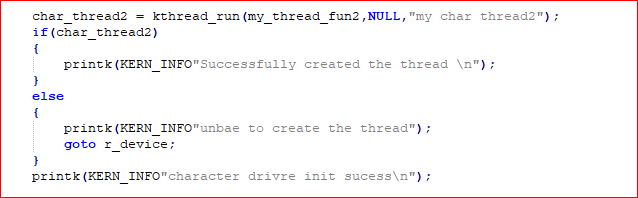 char_thread2 = kthread_run(my_thread_fun2,NULL,"my char thread2");
if(char_thread2)
{
    printk(KERN_INFO"Successfully created the thread \n");
}
else
{
    printk(KERN_INFO"unbae to create the thread");
    goto r_device;
}
printk(KERN_INFO"character drivre init sucess\n");